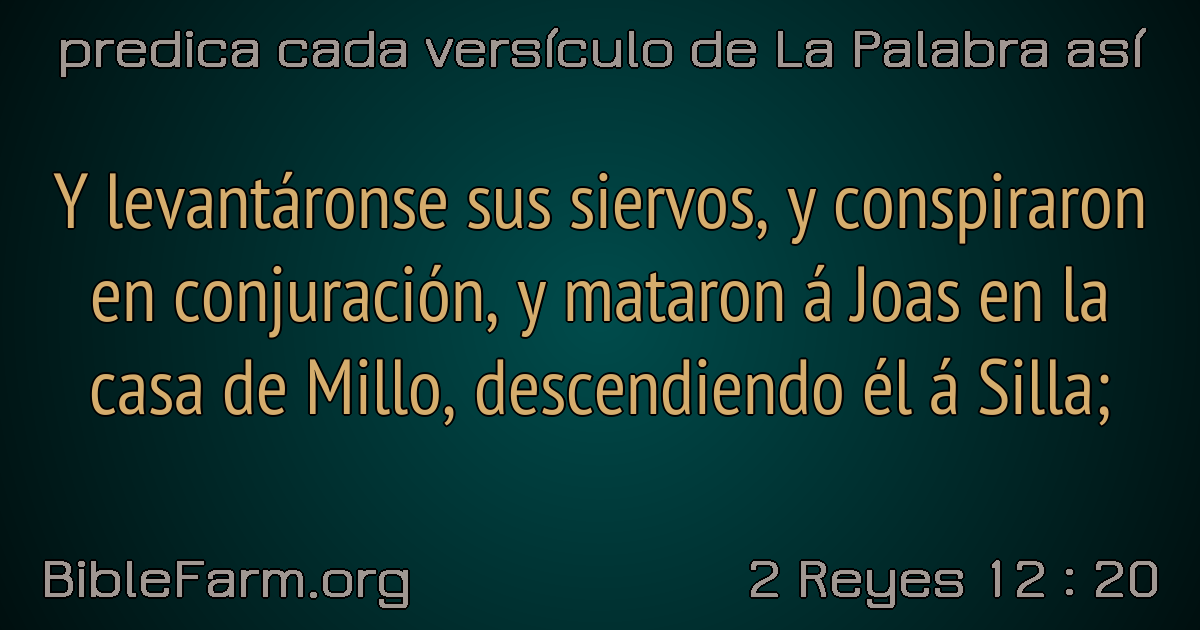 predica cada versículo de La Palabra así
Y levantáronse sus siervos, y conspiraron
en conjuración, y mataron á Joas en la
casa de Millo, descendiendo él á Silla;
BibleFarm.org
2 Reyes 12 : 20